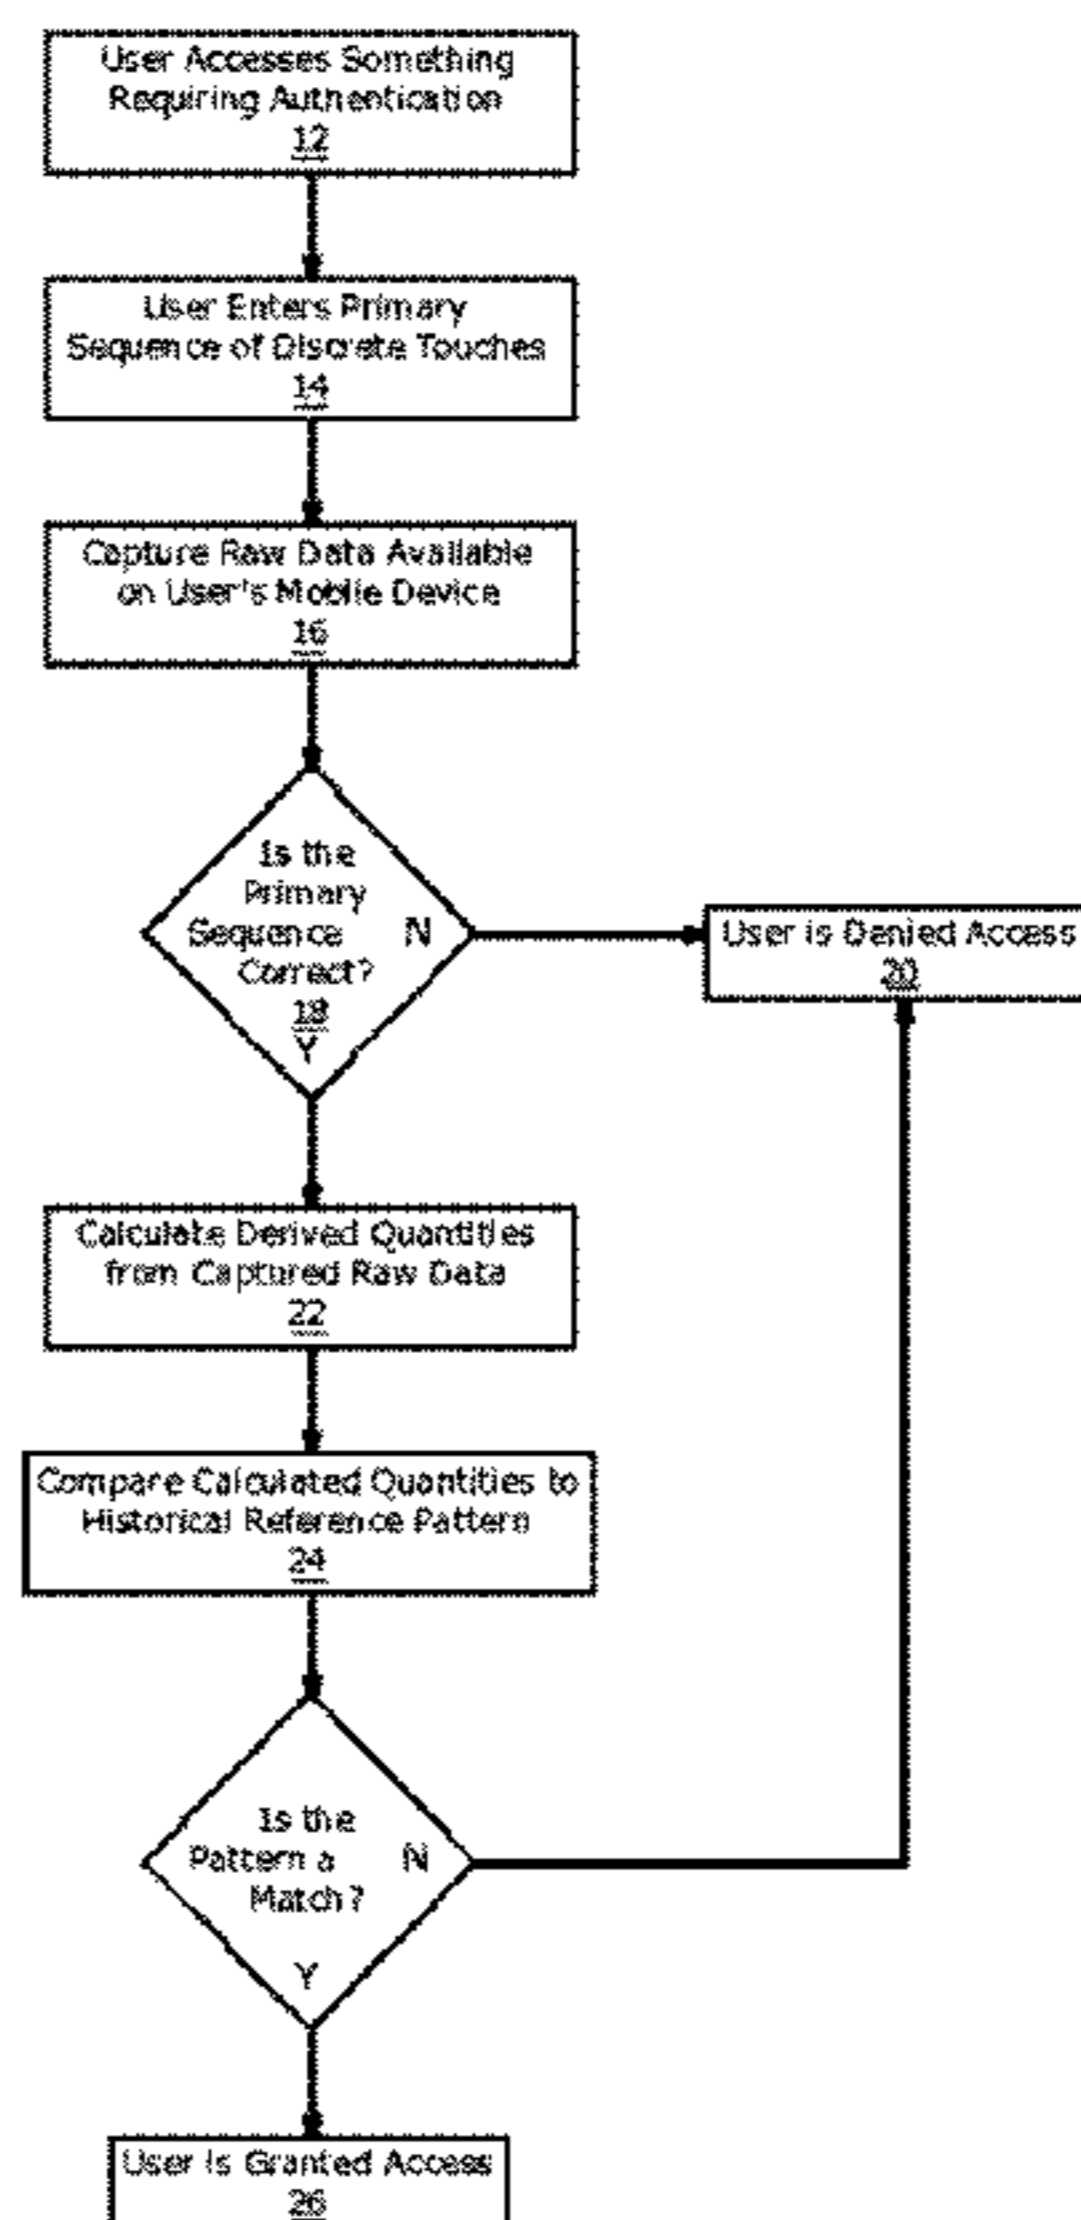 User Accesses Something
Requiring Authentication
12
User Enters Primary
Sequence of Discrete Touches
14
Capture Raw Data Available
on User's Mobile Device
16
Is the
Primary
Sequence N
Correct?
18
Y
User is Denied Access
20
Calculate Derived Quantities
from Captured Raw Data
22
Compare Calculated Quantities to
Historical Reference Pattern
24
Is the
Pattern a N
Match?
Y
User is Granted Access
26